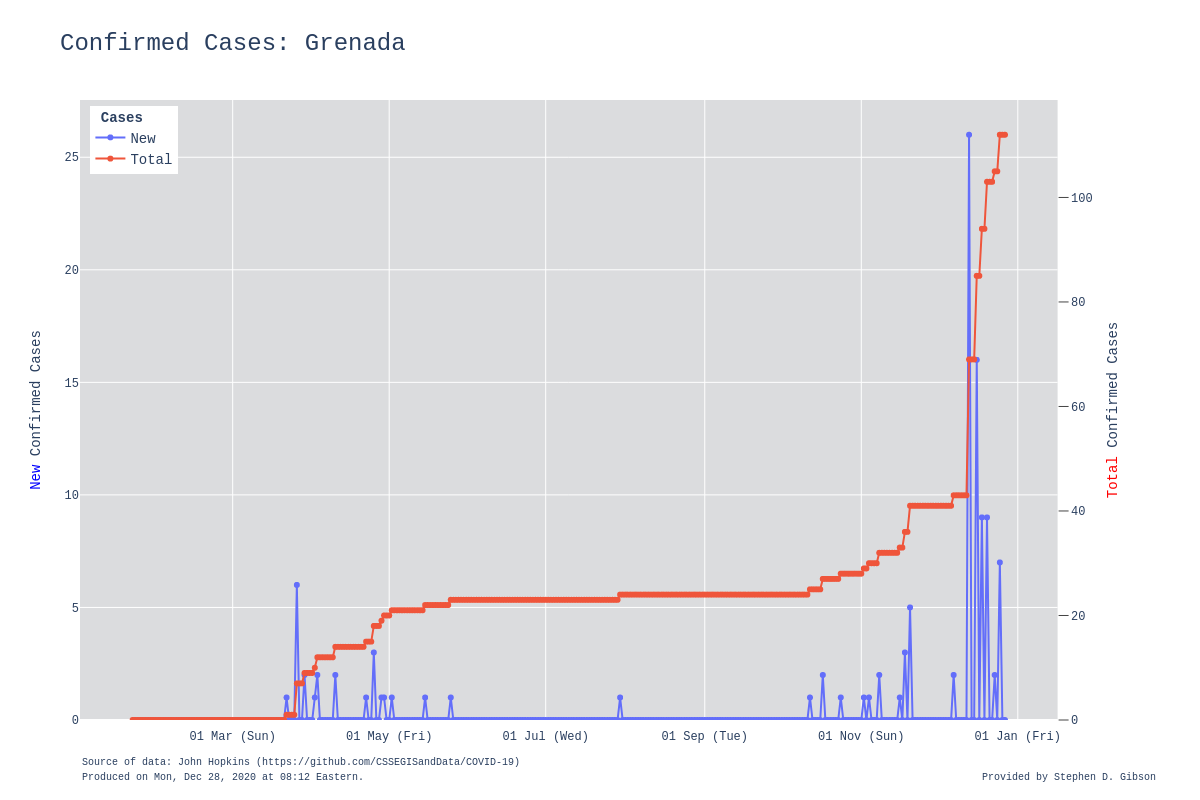 Confirmed Cases: Grenada
Cases
New
Total
25
20
15
10
5
0
100
80
60
40
20
0
New Confirmed Cases
Total Confirmed Cases
01 Mar (Sun)
01 May (Fri)
01 Jul (Wed)
01 Sep (Tue)
01 Nov (Sun)
01 Jan (Fri)
Source of data: John Hopkins (https://github.com/CSSEGISandData/COVID-19)
Produced on Mon, Dec 28, 2020 at 08:12 Eastern.
Provided by Stephen D. Gibson